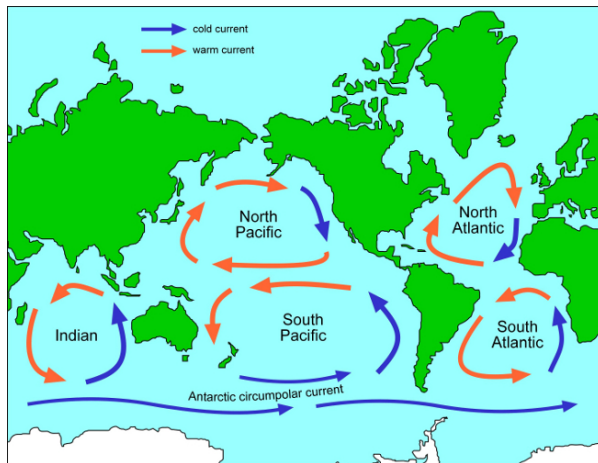 cold current
warm current
North
Pacific
North
Atlantic
Indian
South
Pacific
South
Atlantic
Antarctic circumpolar current